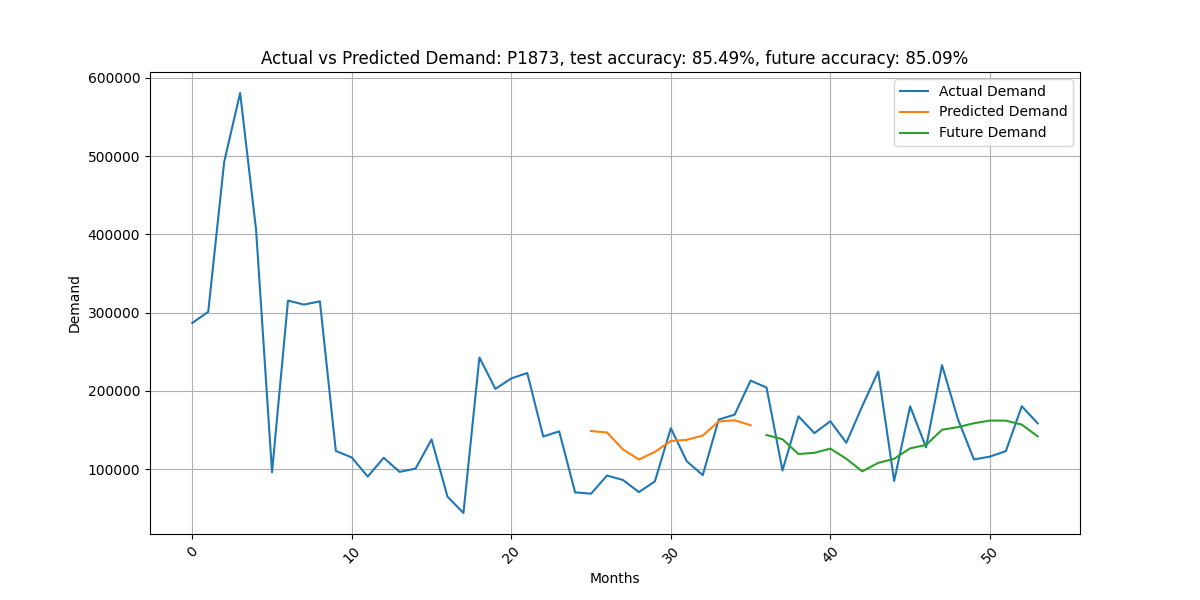 Actual vs Predicted Demand: P1873, test accuracy: 85.49%, future accuracy: 85.09%
600000
500000
400000
300000
200000
100000
Demand
Actual Demand
Predicted Demand
Future Demand
0
10
20
30
40
50
Months